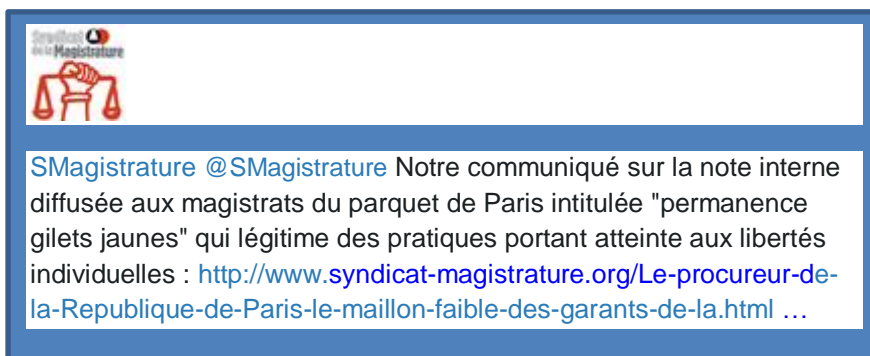 Syndicat
de la Magistrature
SMagistrature @SMagistrature Notre communiqué sur la note interne
diffusée aux magistrats du parquet de Paris intitulée "permanence
gilets jaunes" qui légitime des pratiques portant atteinte aux libertés
individuelles : http://www.syndicat-magistrature.org/Le-procureur-de-
la-Republique-de-Paris-le-maillon-faible-des-garants-de-la.html …